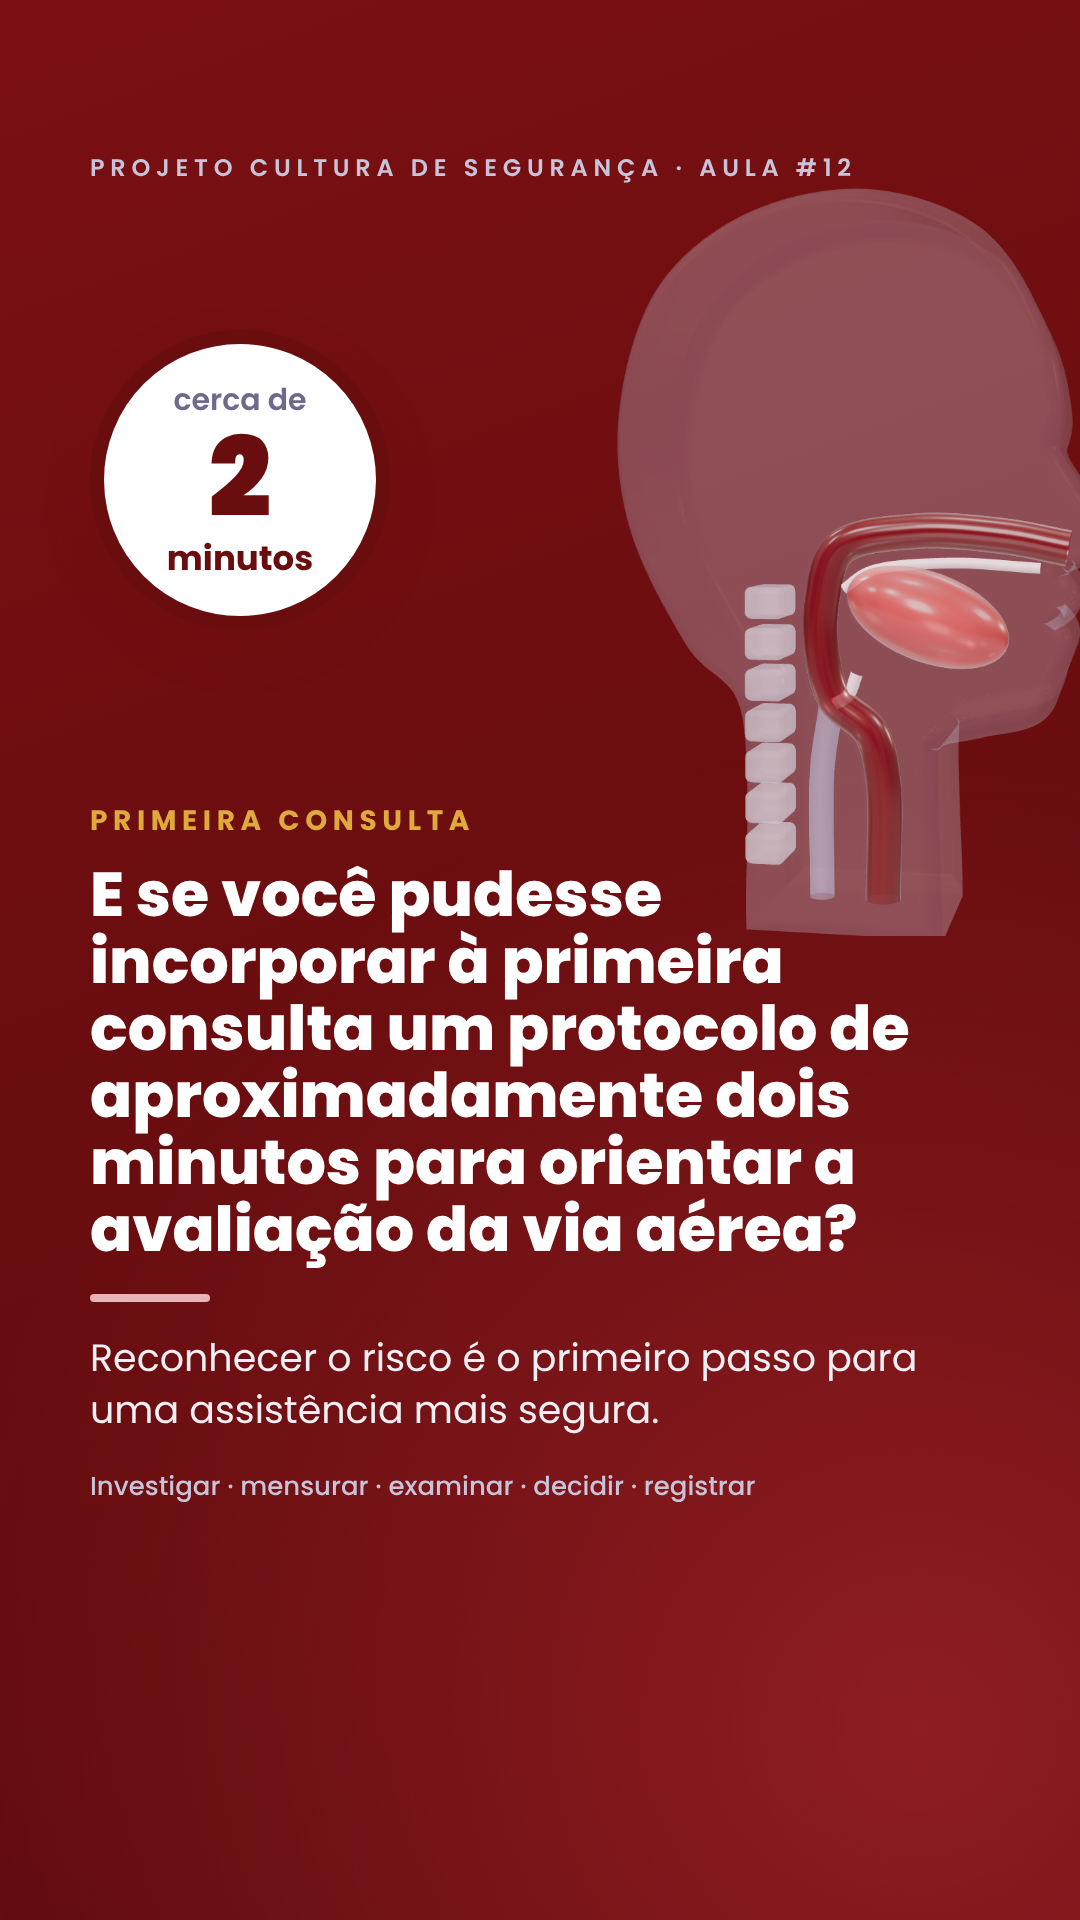 PROJETO CULTURA DE SEGURANÇA · AULA #12
cerca de
2
minutos
PRIMEIRA CONSULTA
E se você pudesse
incorporar à primeira
consulta um protocolo de
aproximadamente dois
minutos para orientar a
avaliação da via aérea?
Reconhecer o risco é o primeiro passo para
uma assistência mais segura.
Investigar · mensurar · examinar · decidir · registrar